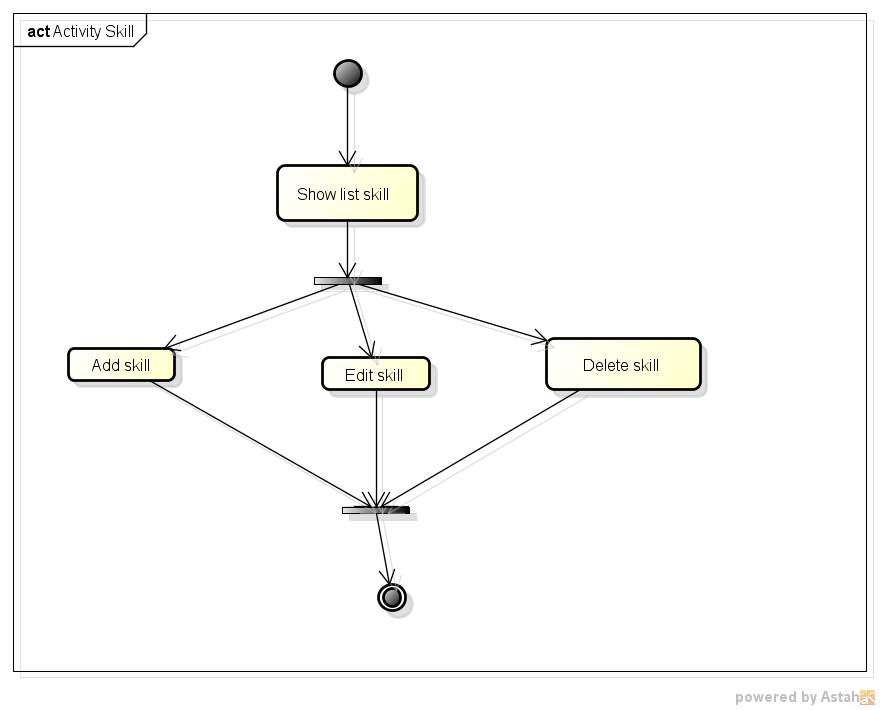 act Activity Skill
Show list skill
Add skill
Edit skill
Delete skill
powered by Astah